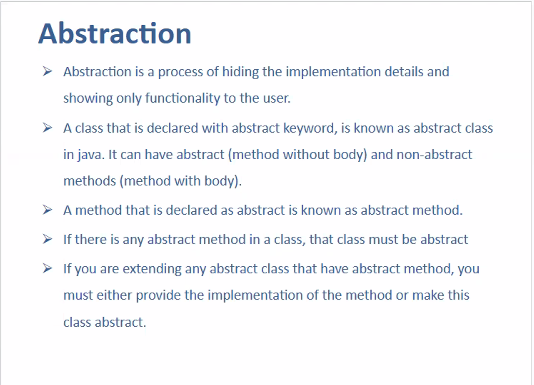 Abstraction
➢ Abstraction is a process of hiding the implementation details and
showing only functionality to the user.
➢ A class that is declared with abstract keyword, is known as abstract class
in java. It can have abstract (method without body) and non-abstract
methods (method with body).
➢ A method that is declared as abstract is known as abstract method.
➢ If there is any abstract method in a class, that class must be abstract
➢ If you are extending any abstract class that have abstract method, you
must either provide the implementation of the method or make this
class abstract.